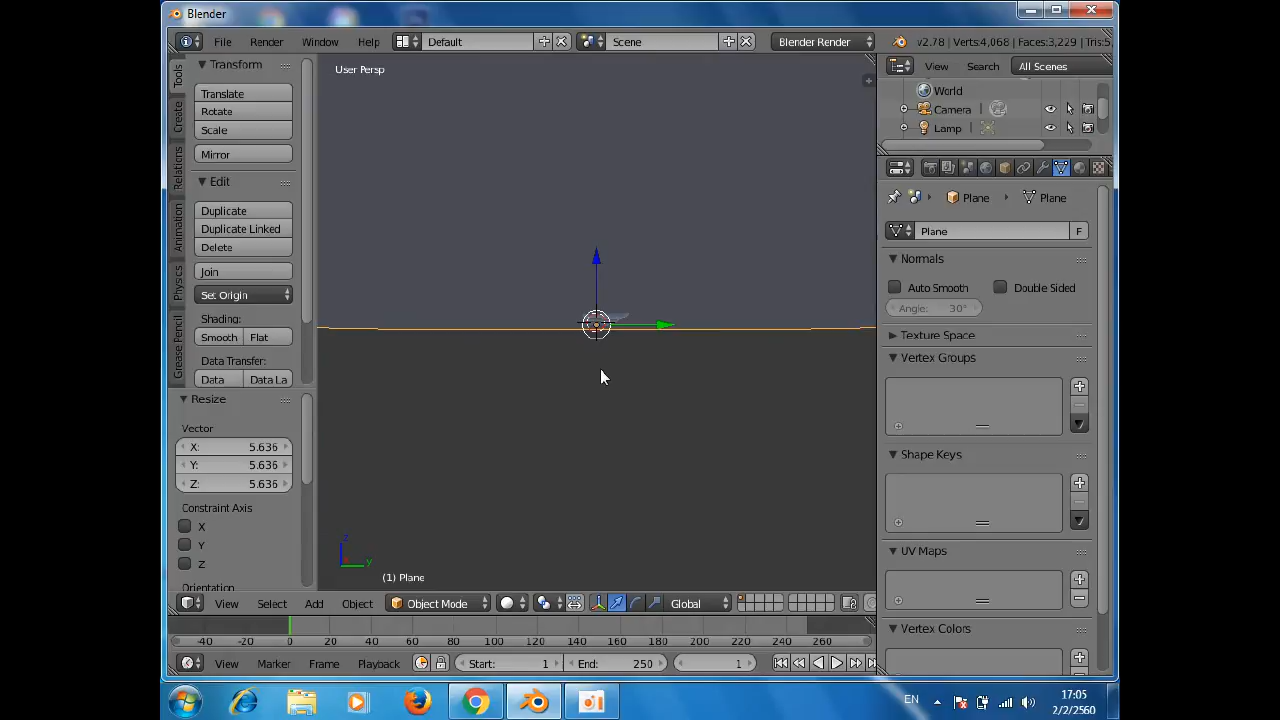 Blender
File Render Window Help Default Scene Blender Render v2.78 | Verts:4,068 | Faces:3,229 | Tris:5,
Tools
Create
Relations
Animation
Physics
Grease Pencil
Transform
Translate
Rotate
Scale
Mirror
Edit
Duplicate
Duplicate Linked
Delete
Join
Set Origin
Shading:
Smooth Flat
Data Transfer:
Data Data La
Resize
Vector
X: 5.636
Y: 5.636
Z: 5.636
Constraint Axis
X
Y
Z
Orientation
User Persp
z
y
(1) Plane
View Select Add Object Object Mode Global
-40 -20 0 20 40 60 80 100 120 140 160 180 200 220 240 260
View Marker Frame Playback Start: 1 End: 250 1
View Search All Scenes
World
Camera
Lamp
Plane Plane
Plane F
Normals
Auto Smooth Double Sided
Angle: 30°
Texture Space
Vertex Groups
Shape Keys
UV Maps
Vertex Colors
EN 17:05
2/2/2560